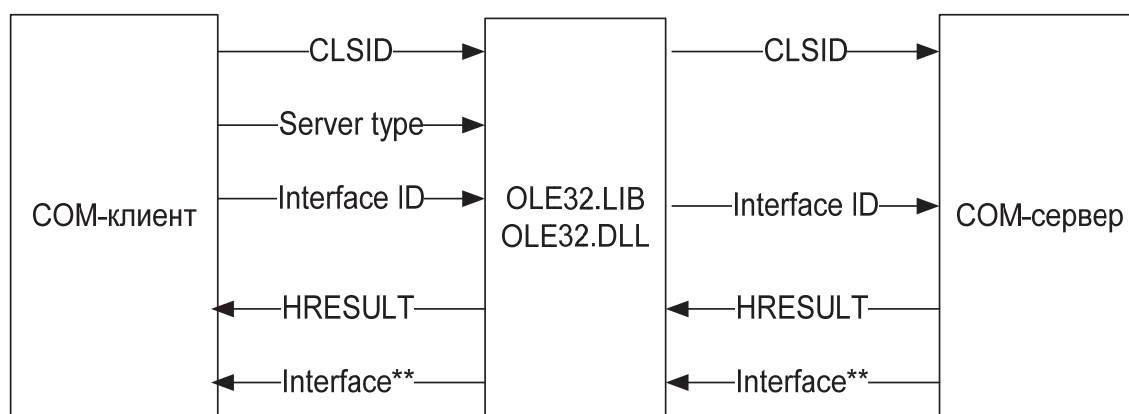 CLSID
CLSID
Server type
Interface ID
Interface ID
COM-клиент
OLE32.LIB
OLE32.DLL
COM-сервер
HRESULT
HRESULT
Interface**
Interface**